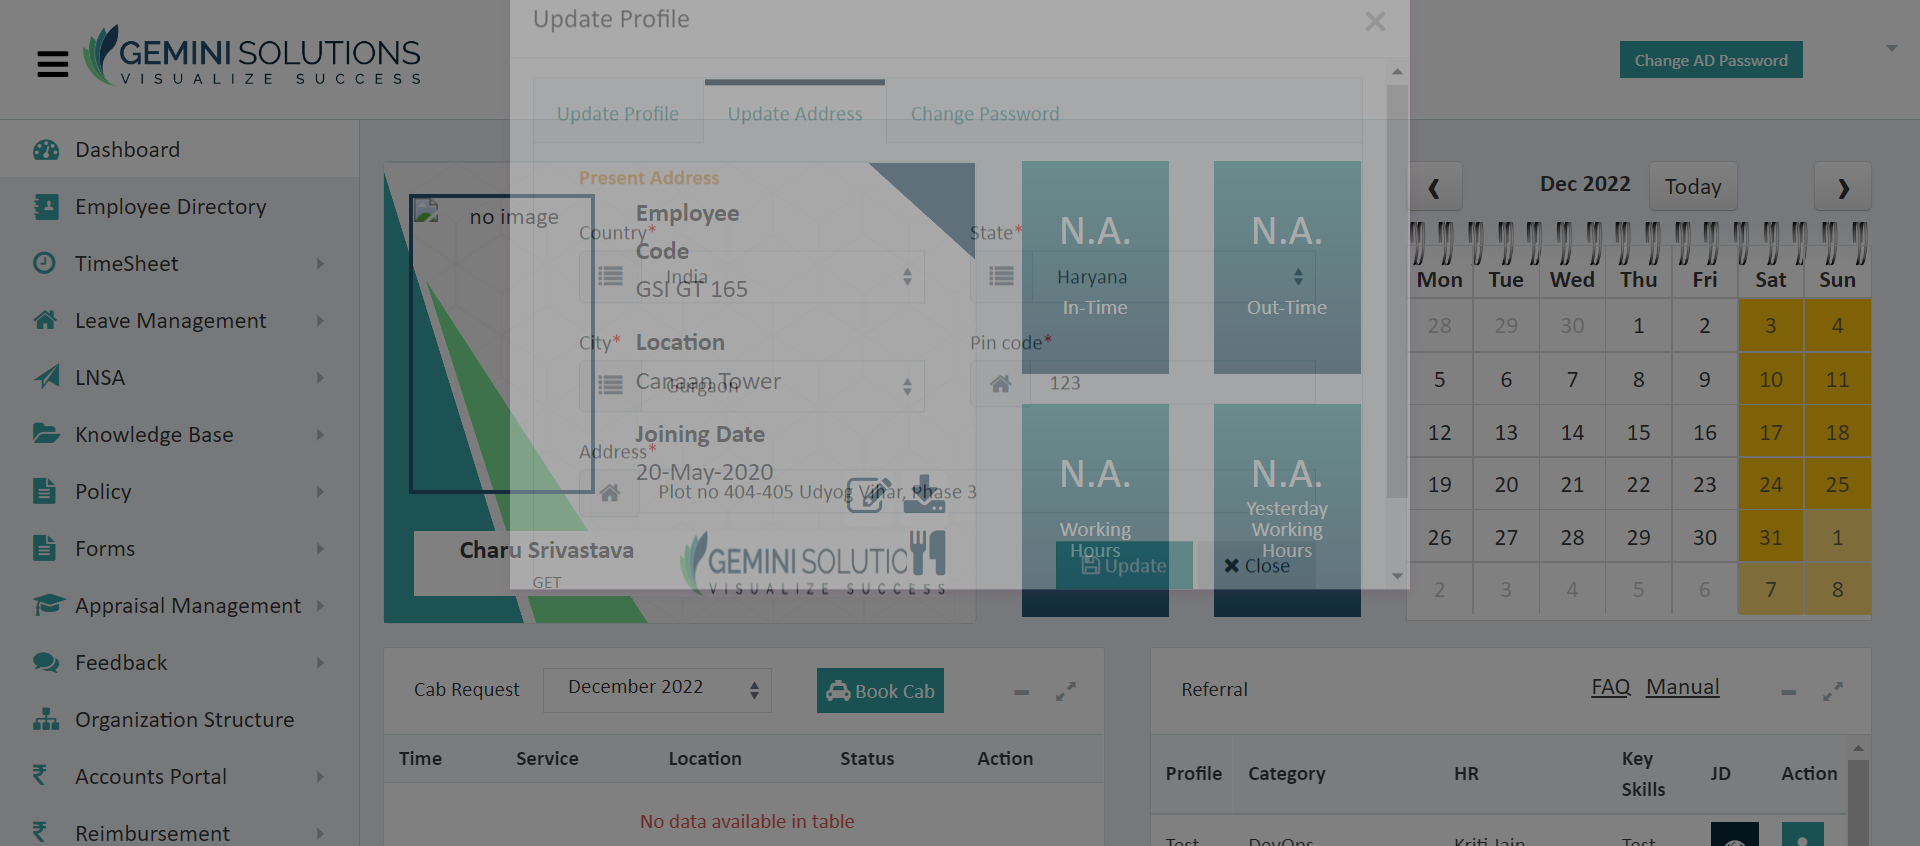 GEMINI SOLUTIONS
VISUALIZE SUCCESS
Update Profile
×
Change AD Password
Update Profile
Update Address
Change Password
Dashboard
Employee Directory
TimeSheet
Leave Management
LNSA
Knowledge Base
Policy
Forms
Appraisal Management
Feedback
Organization Structure
Accounts Portal
Reimbursement
Present Address
no image
Employee
Code
GSI GT 165
Location
Canaan Tower
Joining Date
20-May-2020
Charu Srivastava
GET
GEMINI SOLUTIO
VISUALIZE SUCCESS
Country*
India
State*
Haryana
City*
Gurgaon
Pin code*
123
Address*
Plot no 404-405 Udyog Vihar, Phase 3
Update
Close
N.A.
In-Time
N.A.
Out-Time
N.A.
Working
Hours
N.A.
Yesterday
Working
Hours
Dec 2022
Today
Mon Tue Wed Thu Fri Sat Sun
28 29 30 1 2 3 4
5 6 7 8 9 10 11
12 13 14 15 16 17 18
19 20 21 22 23 24 25
26 27 28 29 30 31 1
2 3 4 5 6 7 8
Cab Request
December 2022
Book Cab
Time Service Location Status Action
No data available in table
Referral
FAQ Manual
Profile Category HR Key Skills JD Action
Test DevOps Kriti Jain Test